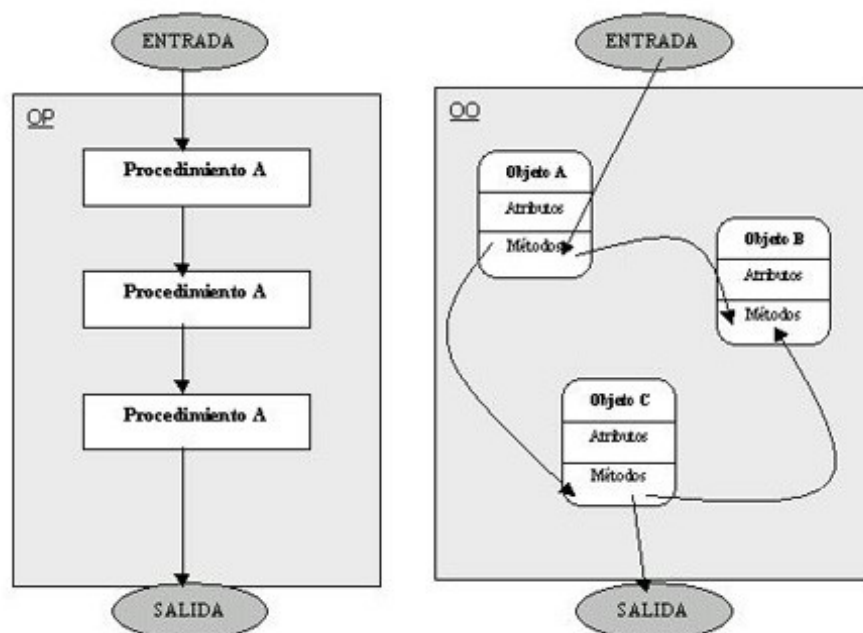 ENTRADA
OP
Procedimiento A
Procedimiento A
Procedimiento A
SALIDA
ENTRADA
OO
Objeto A
Atributos
Métodos
Objeto B
Atributos
Métodos
Objeto C
Atributos
Métodos
SALIDA